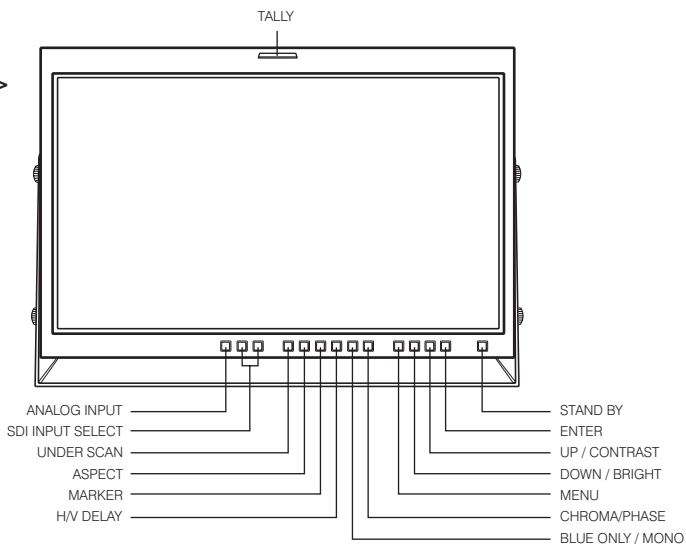 TALLY
>
ANALOG INPUT
SDI INPUT SELECT
UNDER SCAN
ASPECT
MARKER
H/V DELAY
STAND BY
ENTER
UP / CONTRAST
DOWN / BRIGHT
MENU
CHROMA/PHASE
BLUE ONLY / MONO